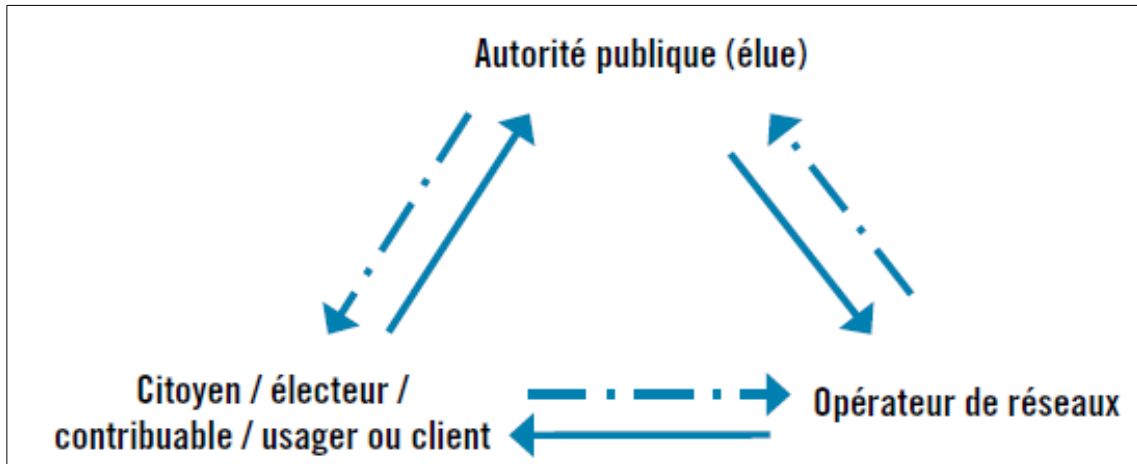 Autorité publique (élue)
Citoyen / électeur /
contribuable / usager ou client
Opérateur de réseaux